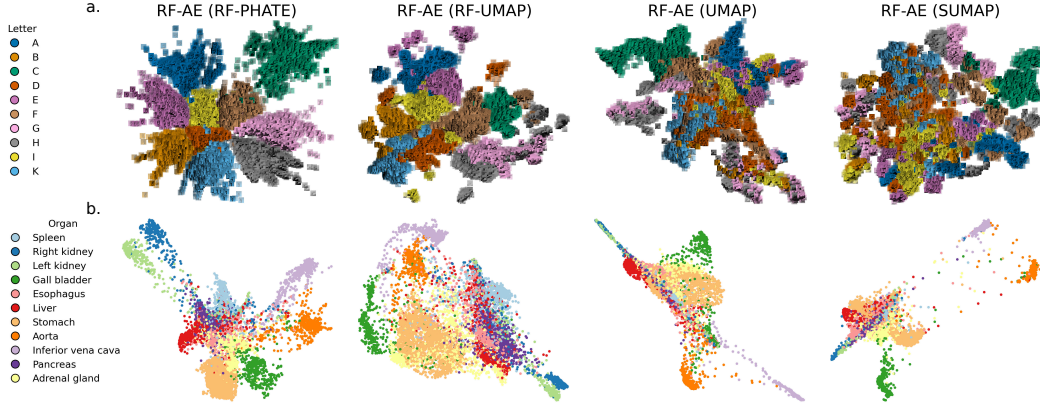 a.
RF-AE (RF-PHATE)
RF-AE (RF-UMAP)
RF-AE (UMAP)
RF-AE (SUMAP)
Letter
A
B
C
D
E
F
G
H
I
K
b.
Organ
Spleen
Right kidney
Left kidney
Gall bladder
Esophagus
Liver
Stomach
Aorta
Inferior vena cava
Pancreas
Adrenal gland